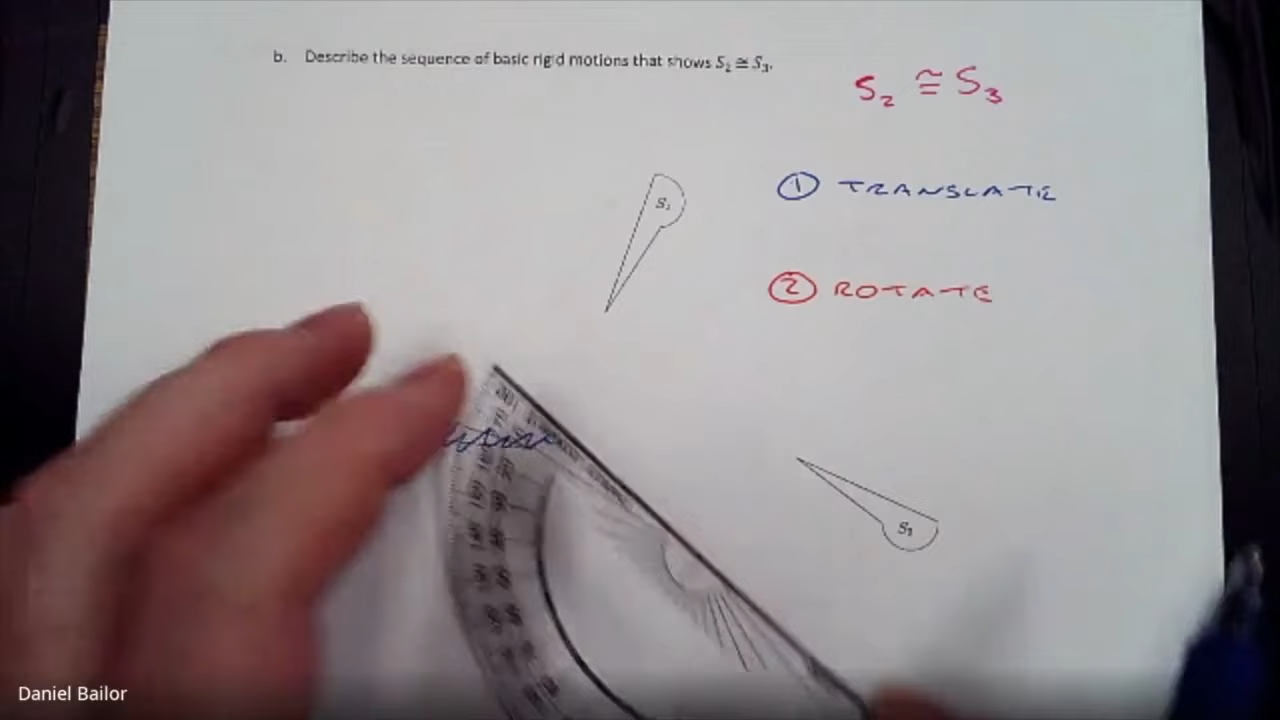 b. Describe the sequence of basic rigid motions that shows S₂ ≅ S₃.
S₂ ≅ S₃
① TRANSLATE
② ROTATE
S₃
Daniel Bailor